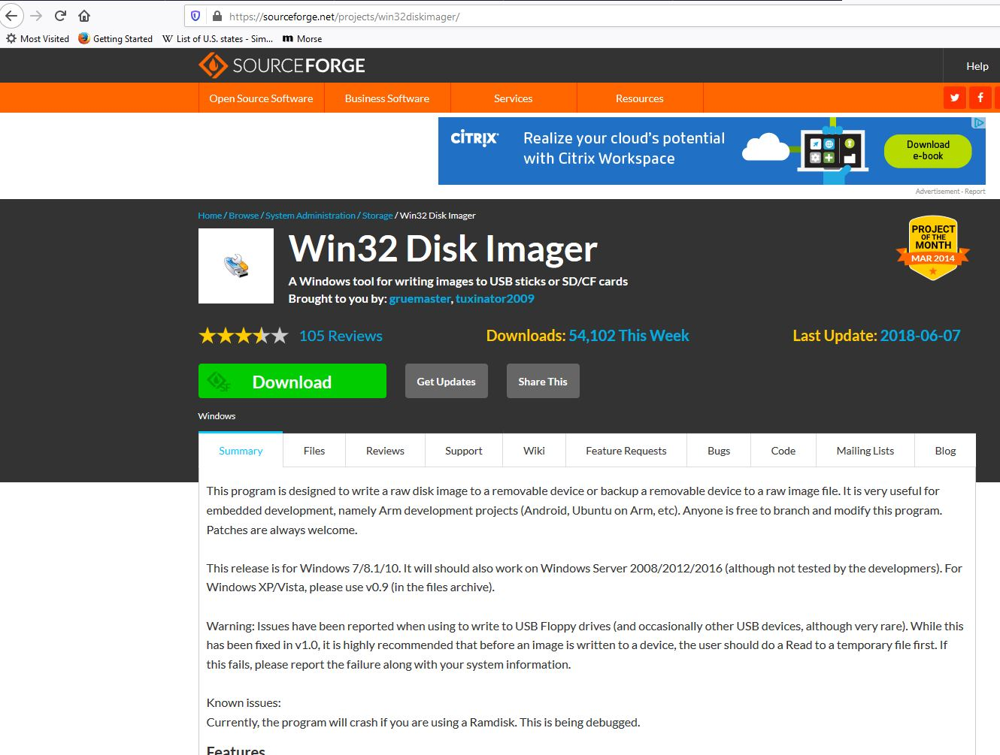 https://sourceforge.net/projects/win32diskimager/
Most Visited Getting Started W List of U.S. states - Sim... m Morse
SOURCEFORGE
Help
Open Source Software Business Software Services Resources
CITRIX
Realize your cloud's potential
with Citrix Workspace
Download
e-book
Advertisement - Report
Home / Browse / System Administration / Storage / Win32 Disk Imager
Win32 Disk Imager
A Windows tool for writing images to USB sticks or SD/CF cards
Brought to you by: gruemaster, tuxinator2009
PROJECT
OF THE
MONTH
MAR 2014
105 Reviews
Downloads: 54,102 This Week
Last Update: 2018-06-07
SF
Download
Get Updates
Share This
Windows
Summary Files Reviews Support Wiki Feature Requests Bugs Code Mailing Lists Blog
This program is designed to write a raw disk image to a removable device or backup a removable device to a raw image file. It is very useful for
embedded development, namely Arm development projects (Android, Ubuntu on Arm, etc). Anyone is free to branch and modify this program.
Patches are always welcome.
This release is for Windows 7/8.1/10. It will should also work on Windows Server 2008/2012/2016 (although not tested by the developmers). For
Windows XP/Vista, please use v0.9 (in the files archive).
Warning: Issues have been reported when using to write to USB Floppy drives (and occasionally other USB devices, although very rare). While this
has been fixed in v1.0, it is highly recommended that before an image is written to a device, the user should do a Read to a temporary file first. If
this fails, please report the failure along with your system information.
Known issues:
Currently, the program will crash if you are using a Ramdisk. This is being debugged.
Features